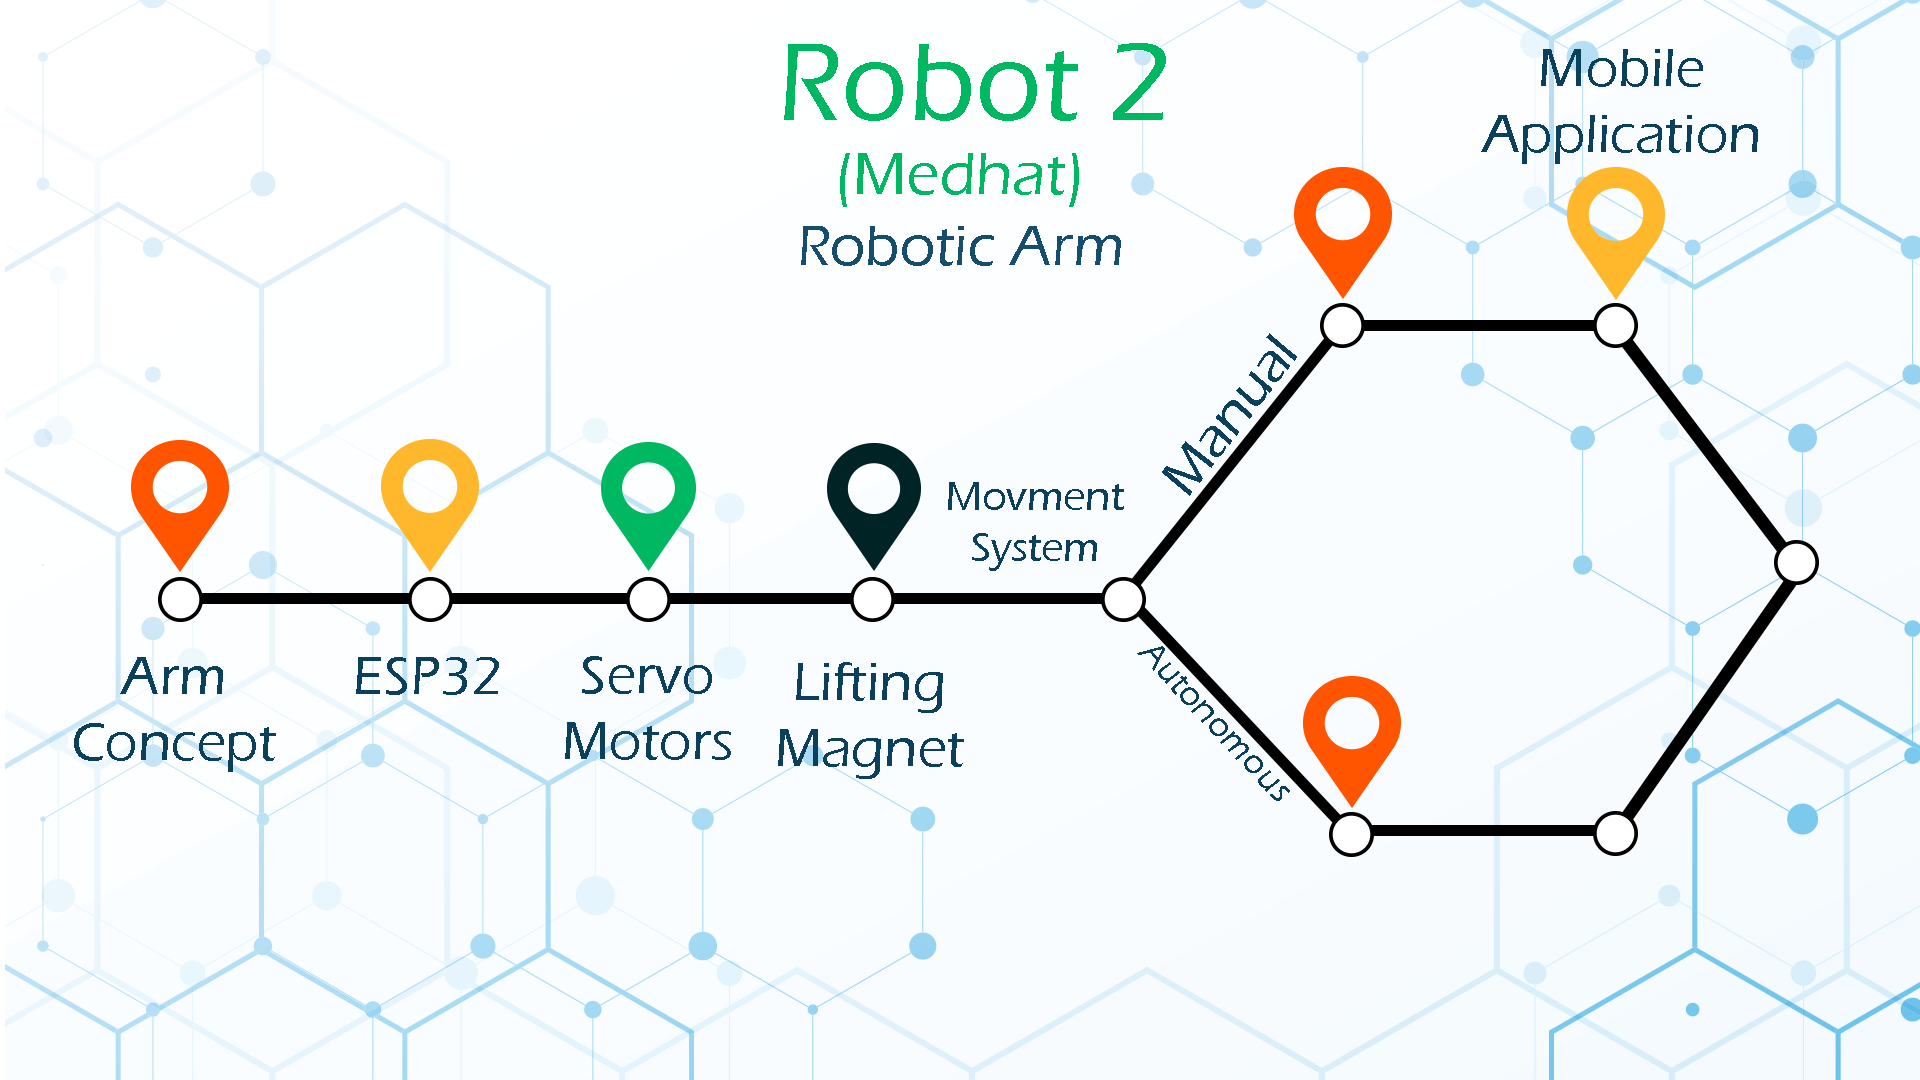 Robot 2
(Medhat)
Robotic Arm
Mobile
Application
Manual
Movment
System
Autonomous
Arm
Concept
ESP32
Servo
Motors
Lifting
Magnet